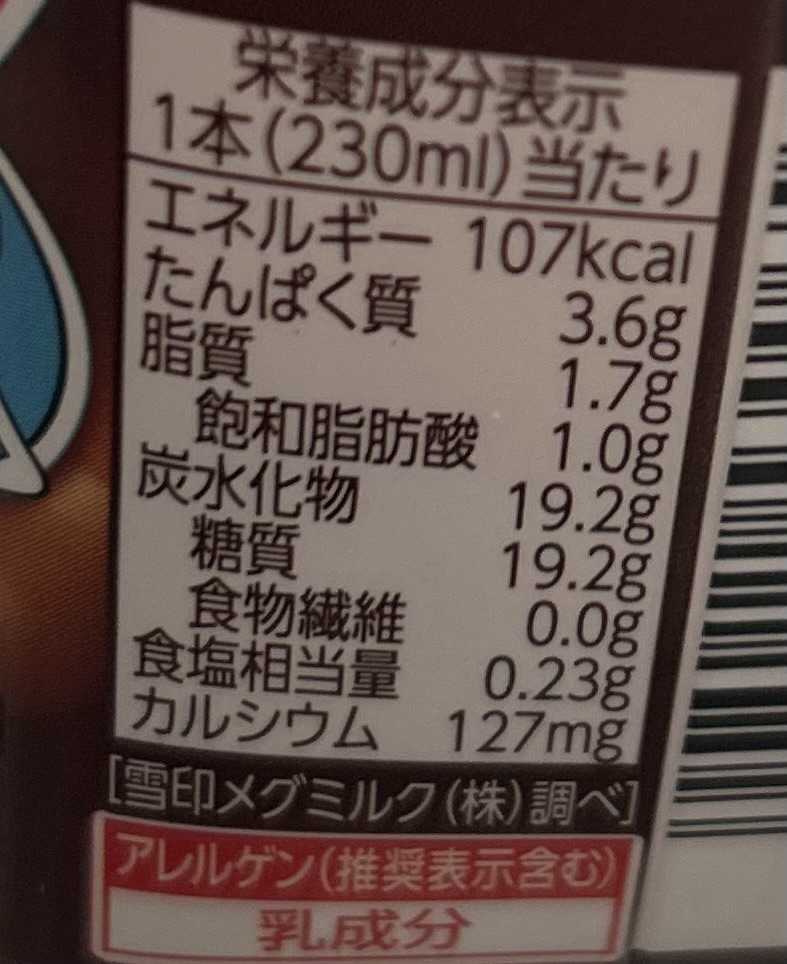 栄養成分表示
1本(230ml)当たり
エネルギー 107kcal
たんぱく質 3.6g
脂質 1.7g
飽和脂肪酸 1.0g
炭水化物 19.2g
糖質 19.2g
食物繊維 0.0g
食塩相当量 0.23g
カルシウム 127mg
[雪印メグミルク(株)調べ]
アレルゲン(推奨表示含む)
乳成分